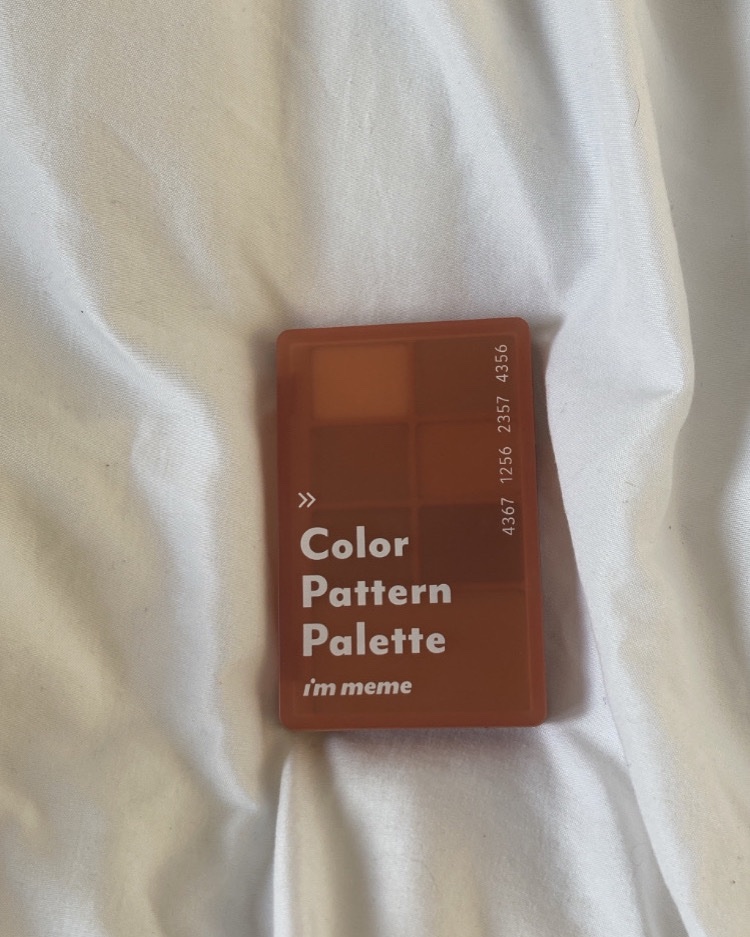 4367 1256 2357 4356
»
Color
Pattern
Palette
i'm meme